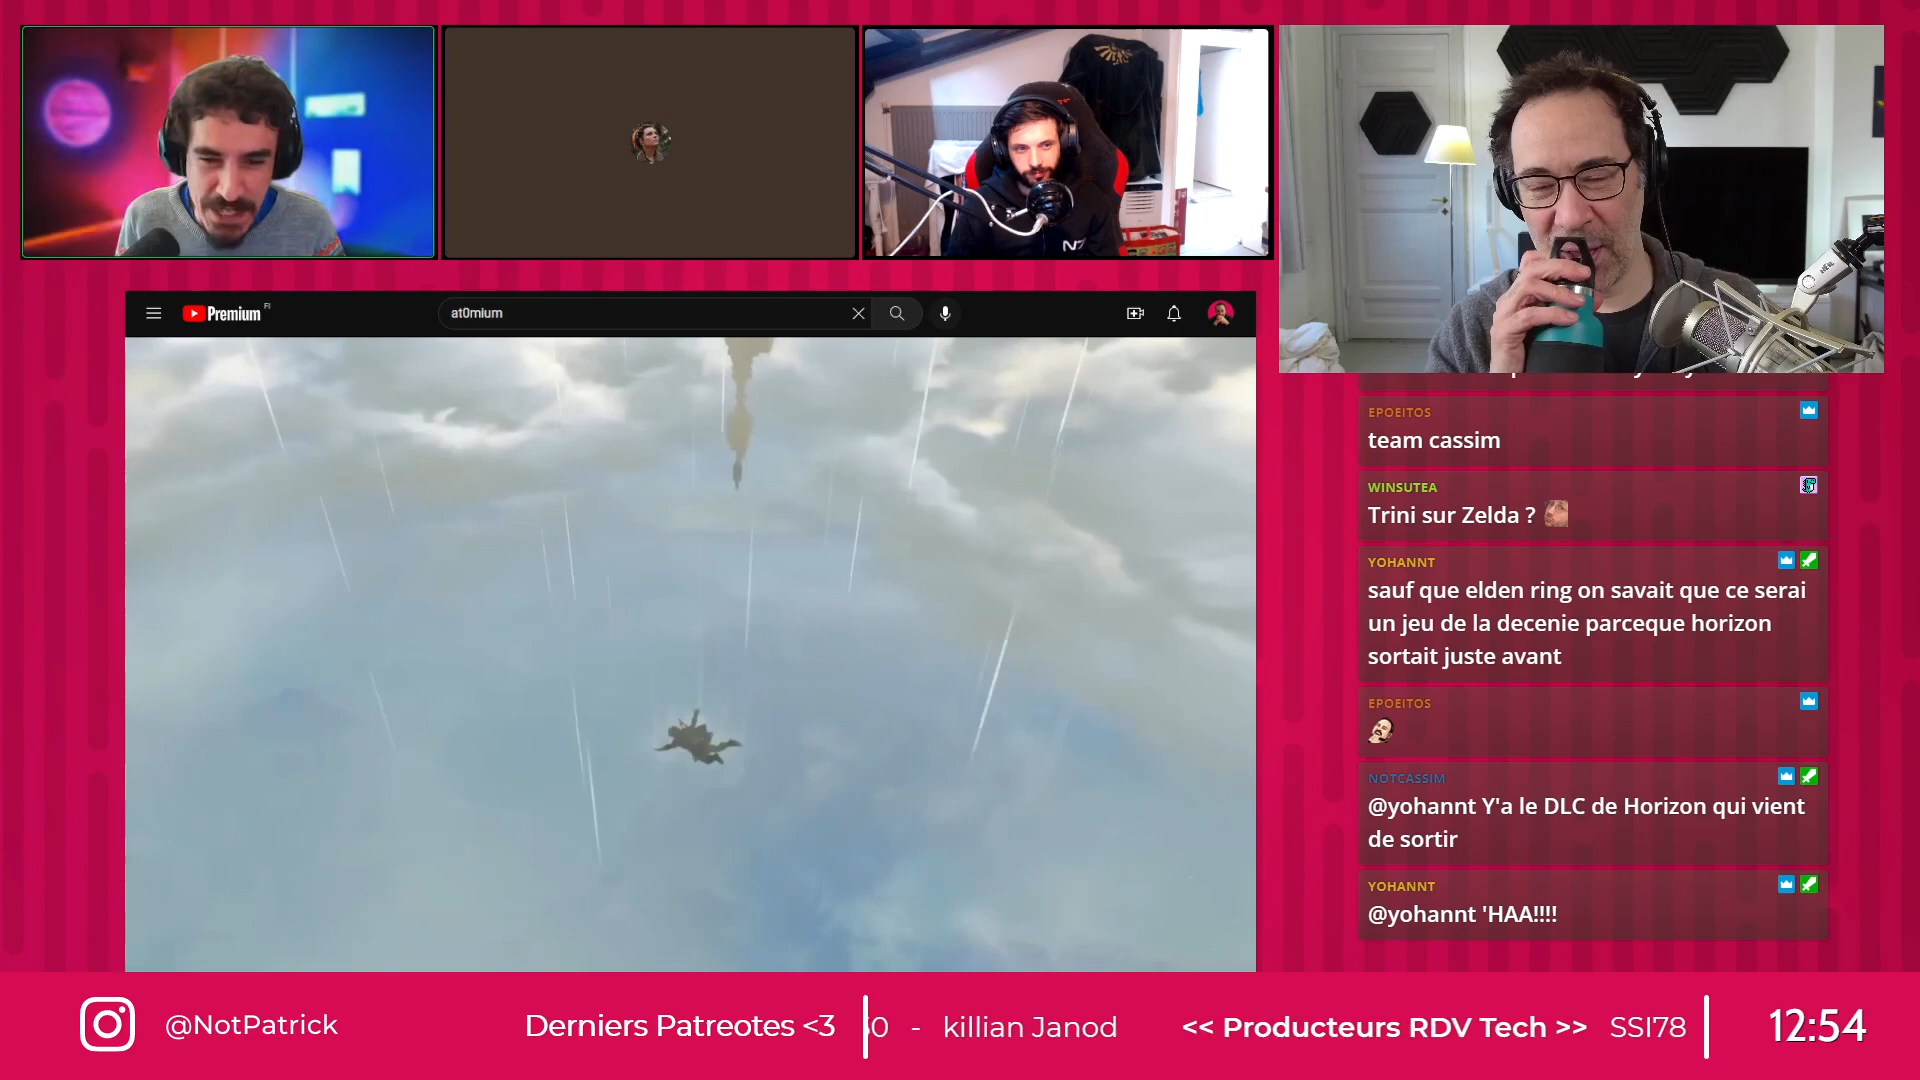 Premium FI
at0mium
EPOEITOS
team cassim
WINSUTEA
Trini sur Zelda ?
YOHANNT
sauf que elden ring on savait que ce serai
un jeu de la decenie parceque horizon
sortait juste avant
EPOEITOS
NOTCASSIM
@yohannt Y'a le DLC de Horizon qui vient
de sortir
YOHANNT
@yohannt 'HAA!!!!
@NotPatrick
Derniers Patreotes <3
0 - killian Janod
<< Producteurs RDV Tech >> SSI78
12:54